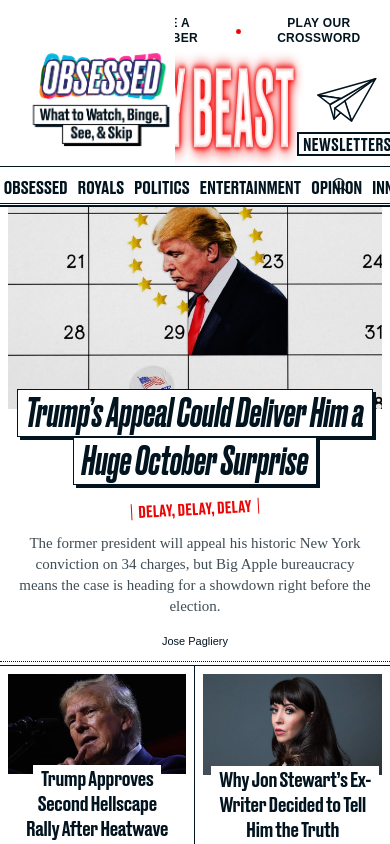 E A
BER
PLAY OUR
CROSSWORD
OBSESSED
What to Watch, Binge,
See, & Skip
Y BEAST
NEWSLETTERS
OBSESSED ROYALS POLITICS ENTERTAINMENT OPINION INN
21
23
24
28
29
31
Trump's Appeal Could Deliver Him a
Huge October Surprise
DELAY, DELAY, DELAY
The former president will appeal his historic New York
conviction on 34 charges, but Big Apple bureaucracy
means the case is heading for a showdown right before the
election.
Jose Pagliery
Trump Approves
Second Hellscape
Rally After Heatwave
Why Jon Stewart's Ex-
Writer Decided to Tell
Him the Truth